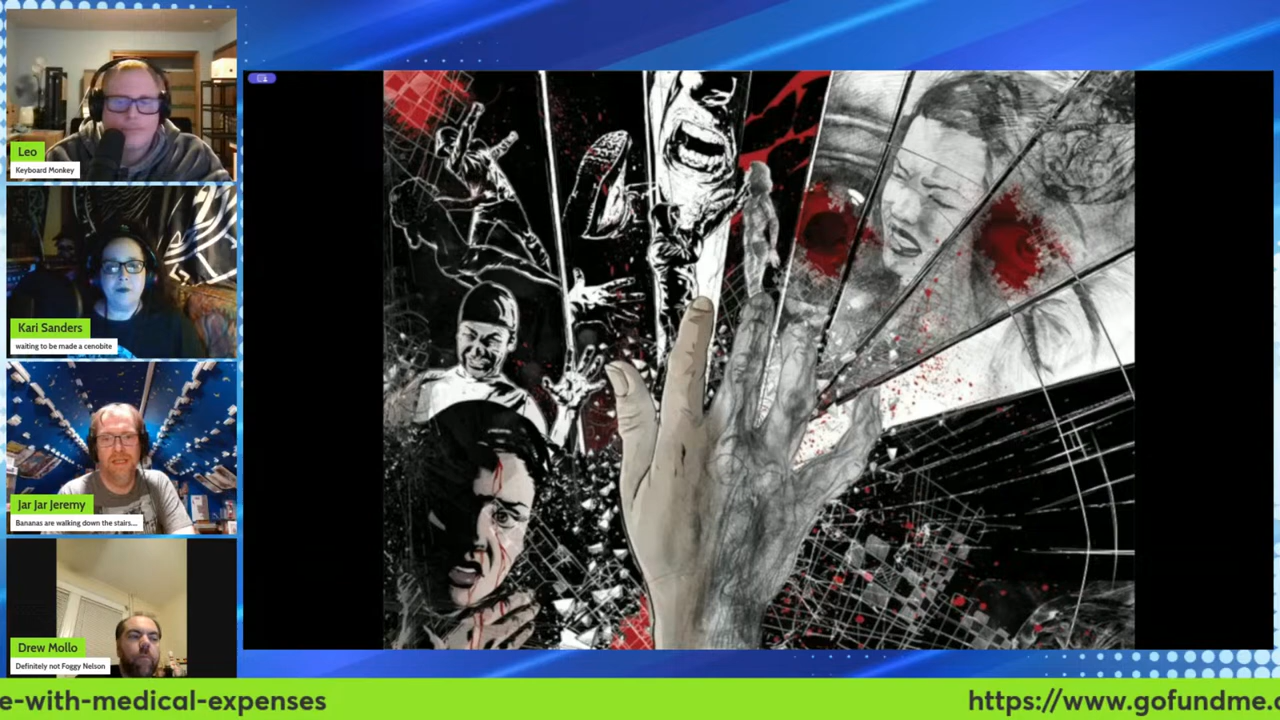 Leo
Keyboard Monkey
Kari Sanders
waiting to be made a cenobite
Jar Jar Jeremy
Bananas are walking down the stairs....
Drew Mollo
Definitely not Foggy Nelson
e-with-medical-expenses
https://www.gofundme.c